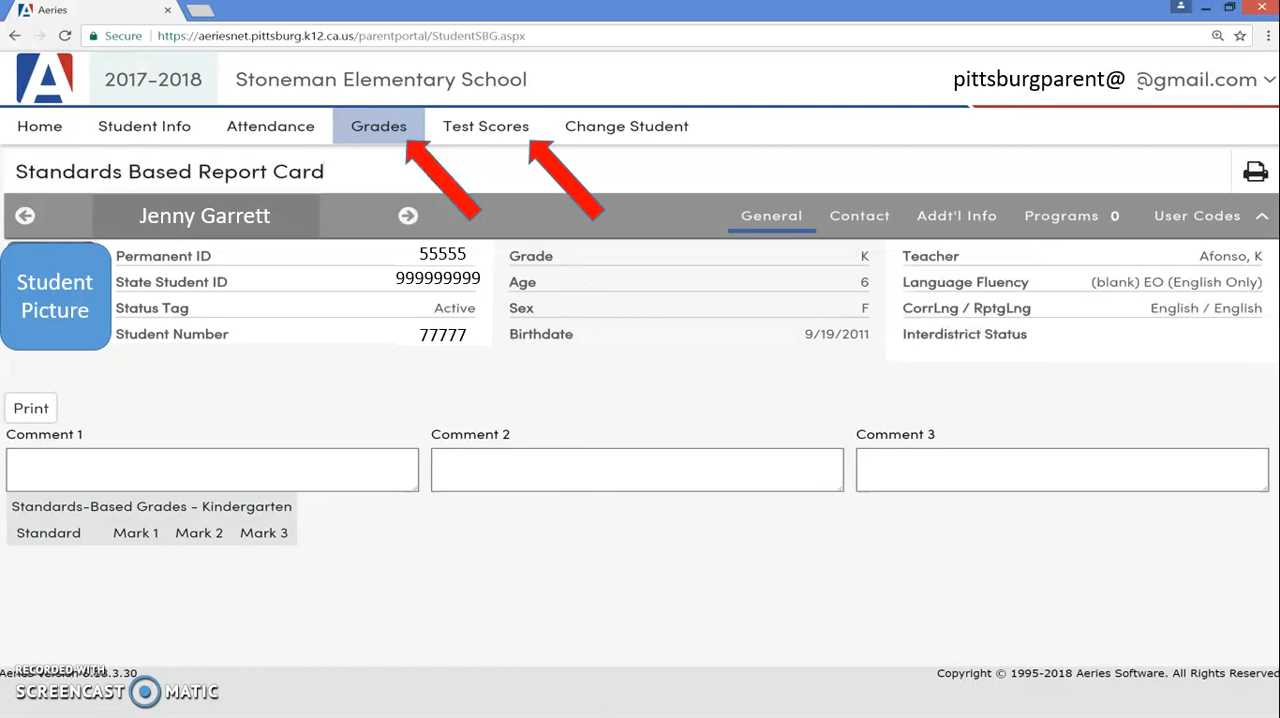 Aeries
Secure https://aeriesnet.pittsburg.k12.ca.us/parentportal/StudentSBG.aspx
2017-2018 Stoneman Elementary School pittsburgparent@ @gmail.com
Home Student Info Attendance Grades Test Scores Change Student
Standards Based Report Card
Jenny Garrett General Contact Addt'l Info Programs 0 User Codes
Student Picture
Permanent ID 55555 Grade K Teacher Afonso, K
State Student ID 999999999 Age 6 Language Fluency (blank) EO (English Only)
Status Tag Active Sex F CorrLng / RptgLng English / English
Student Number 77777 Birthdate 9/19/2011 Interdistrict Status
Print
Comment 1 Comment 2 Comment 3
Standards-Based Grades - Kindergarten
Standard Mark 1 Mark 2 Mark 3
RECORDED WITH
Aeries Version 3.30 Copyright © 1995-2018 Aeries Software. All Rights Reserved
SCREENCAST MATIC